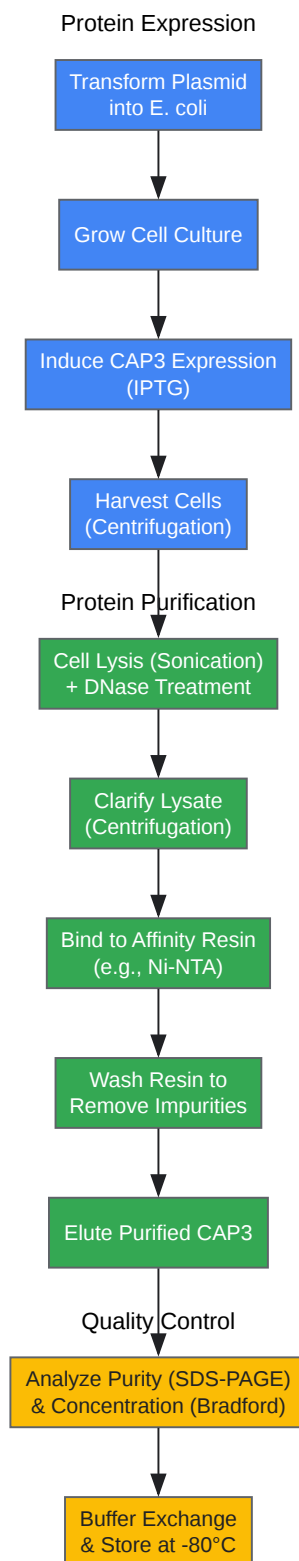 Protein Expression
Transform Plasmid
into E. coli
Grow Cell Culture
Induce CAP3 Expression
(IPTG)
Harvest Cells
(Centrifugation)
Protein Purification
Cell Lysis (Sonication)
+ DNase Treatment
Clarify Lysate
(Centrifugation)
Bind to Affinity Resin
(e.g., Ni-NTA)
Wash Resin to
Remove Impurities
Elute Purified CAP3
Quality Control
Analyze Purity (SDS-PAGE)
& Concentration (Bradford)
Buffer Exchange
& Store at -80°C